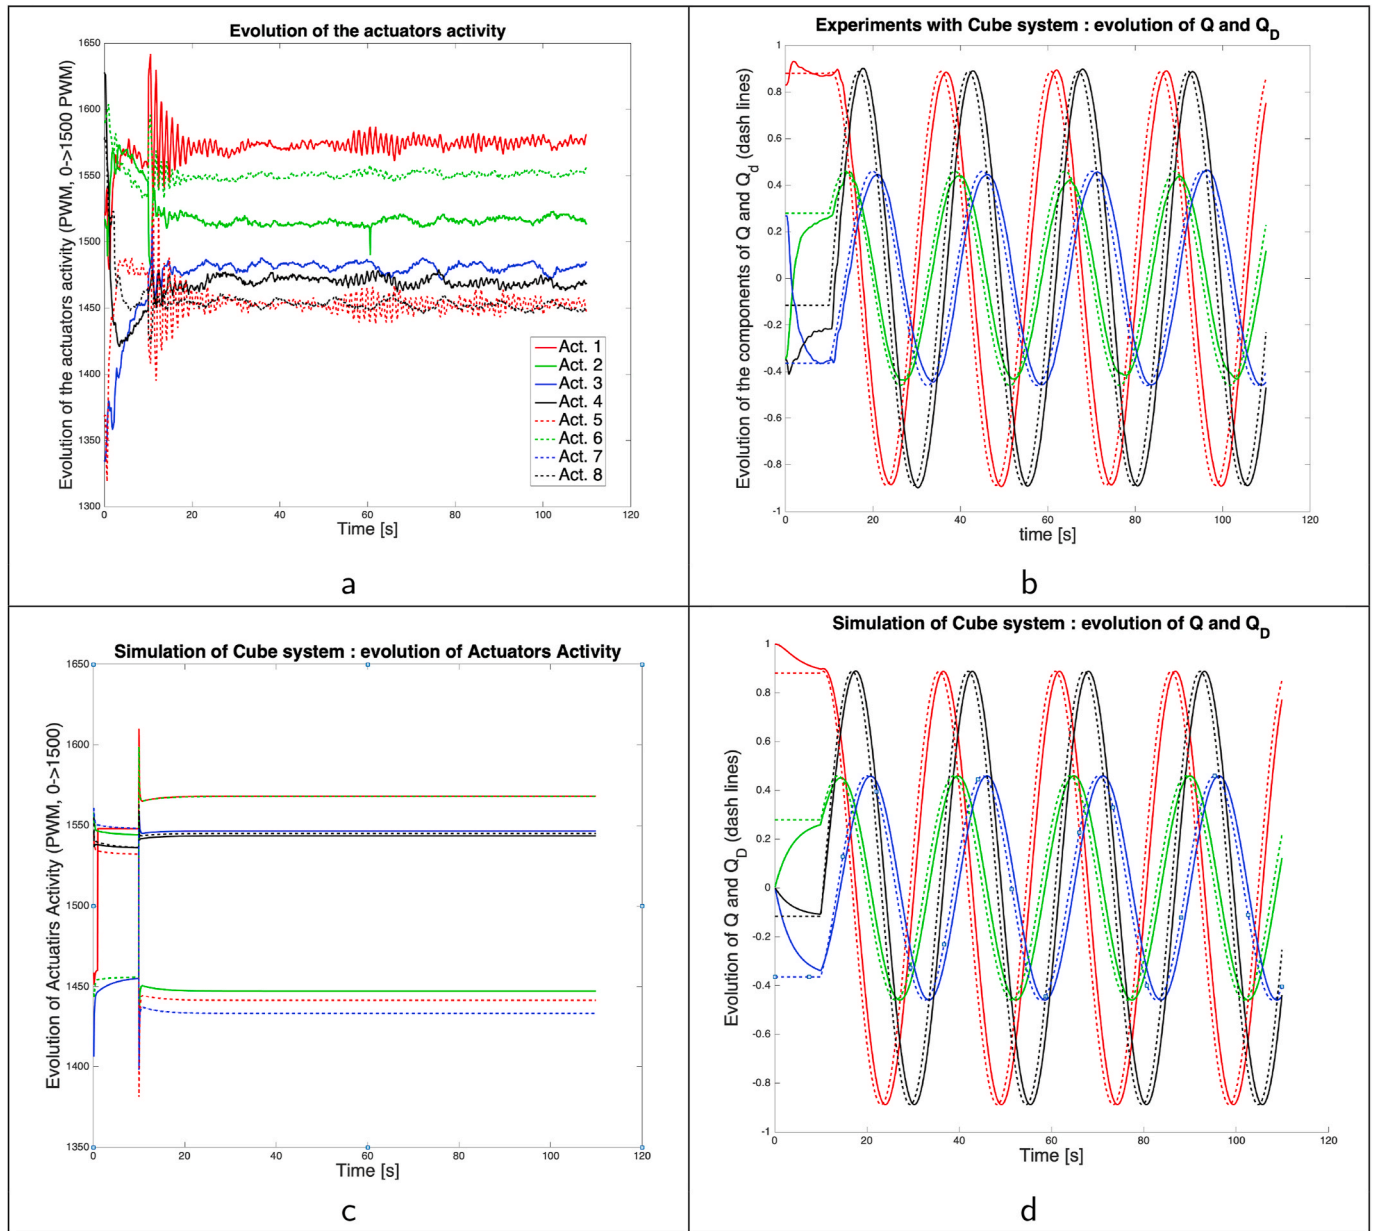 Evolution of the actuators activity
Evolution of the actuators activity (PWM, 0->1500 PWM)
1650
1600
1550
1500
1450
1400
1350
1300
0 20 40 60 80 100 120
Time [s]
Act. 1
Act. 2
Act. 3
Act. 4
Act. 5
Act. 6
Act. 7
Act. 8
a
Experiments with Cube system : evolution of Q and Q_D
Evolution of the components of Q and Q_d (dash lines)
1
0.8
0.6
0.4
0.2
0
-0.2
-0.4
-0.6
-0.8
-1
0 20 40 60 80 100 120
time [s]
b
Simulation of Cube system : evolution of Actuators Activity
Evolution of Actuatirs Activity (PWM, 0->1500)
1650
1600
1550
1500
1450
1400
1350
0 20 40 60 80 100 120
Time [s]
c
Simulation of Cube system : evolution of Q and Q_D
Evolution of Q and Q_D (dash lines)
1
0.8
0.6
0.4
0.2
0
-0.2
-0.4
-0.6
-0.8
-1
0 20 40 60 80 100 120
Time [s]
d